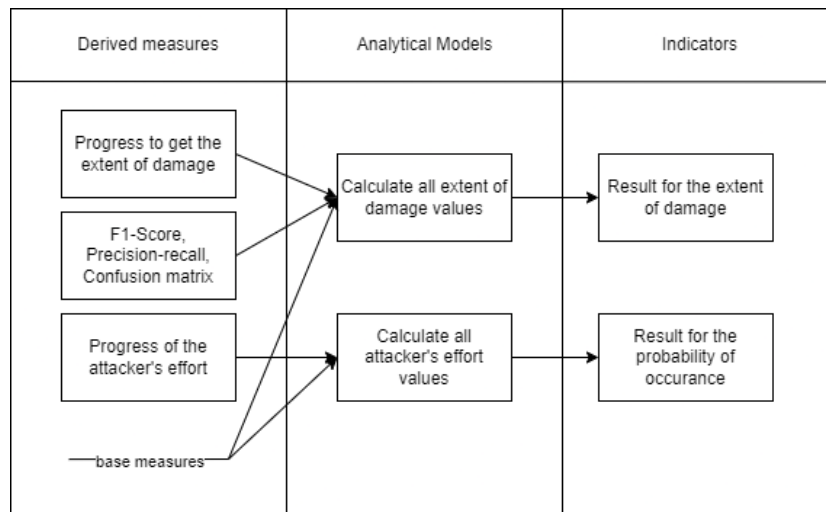 Derived measures
Analytical Models
Indicators
Progress to get the
extent of damage
Calculate all extent of
damage values
Result for the extent
of damage
F1-Score,
Precision-recall,
Confusion matrix
Progress of the
attacker's effort
Calculate all
attacker's effort
values
Result for the
probability of
occurance
base measures